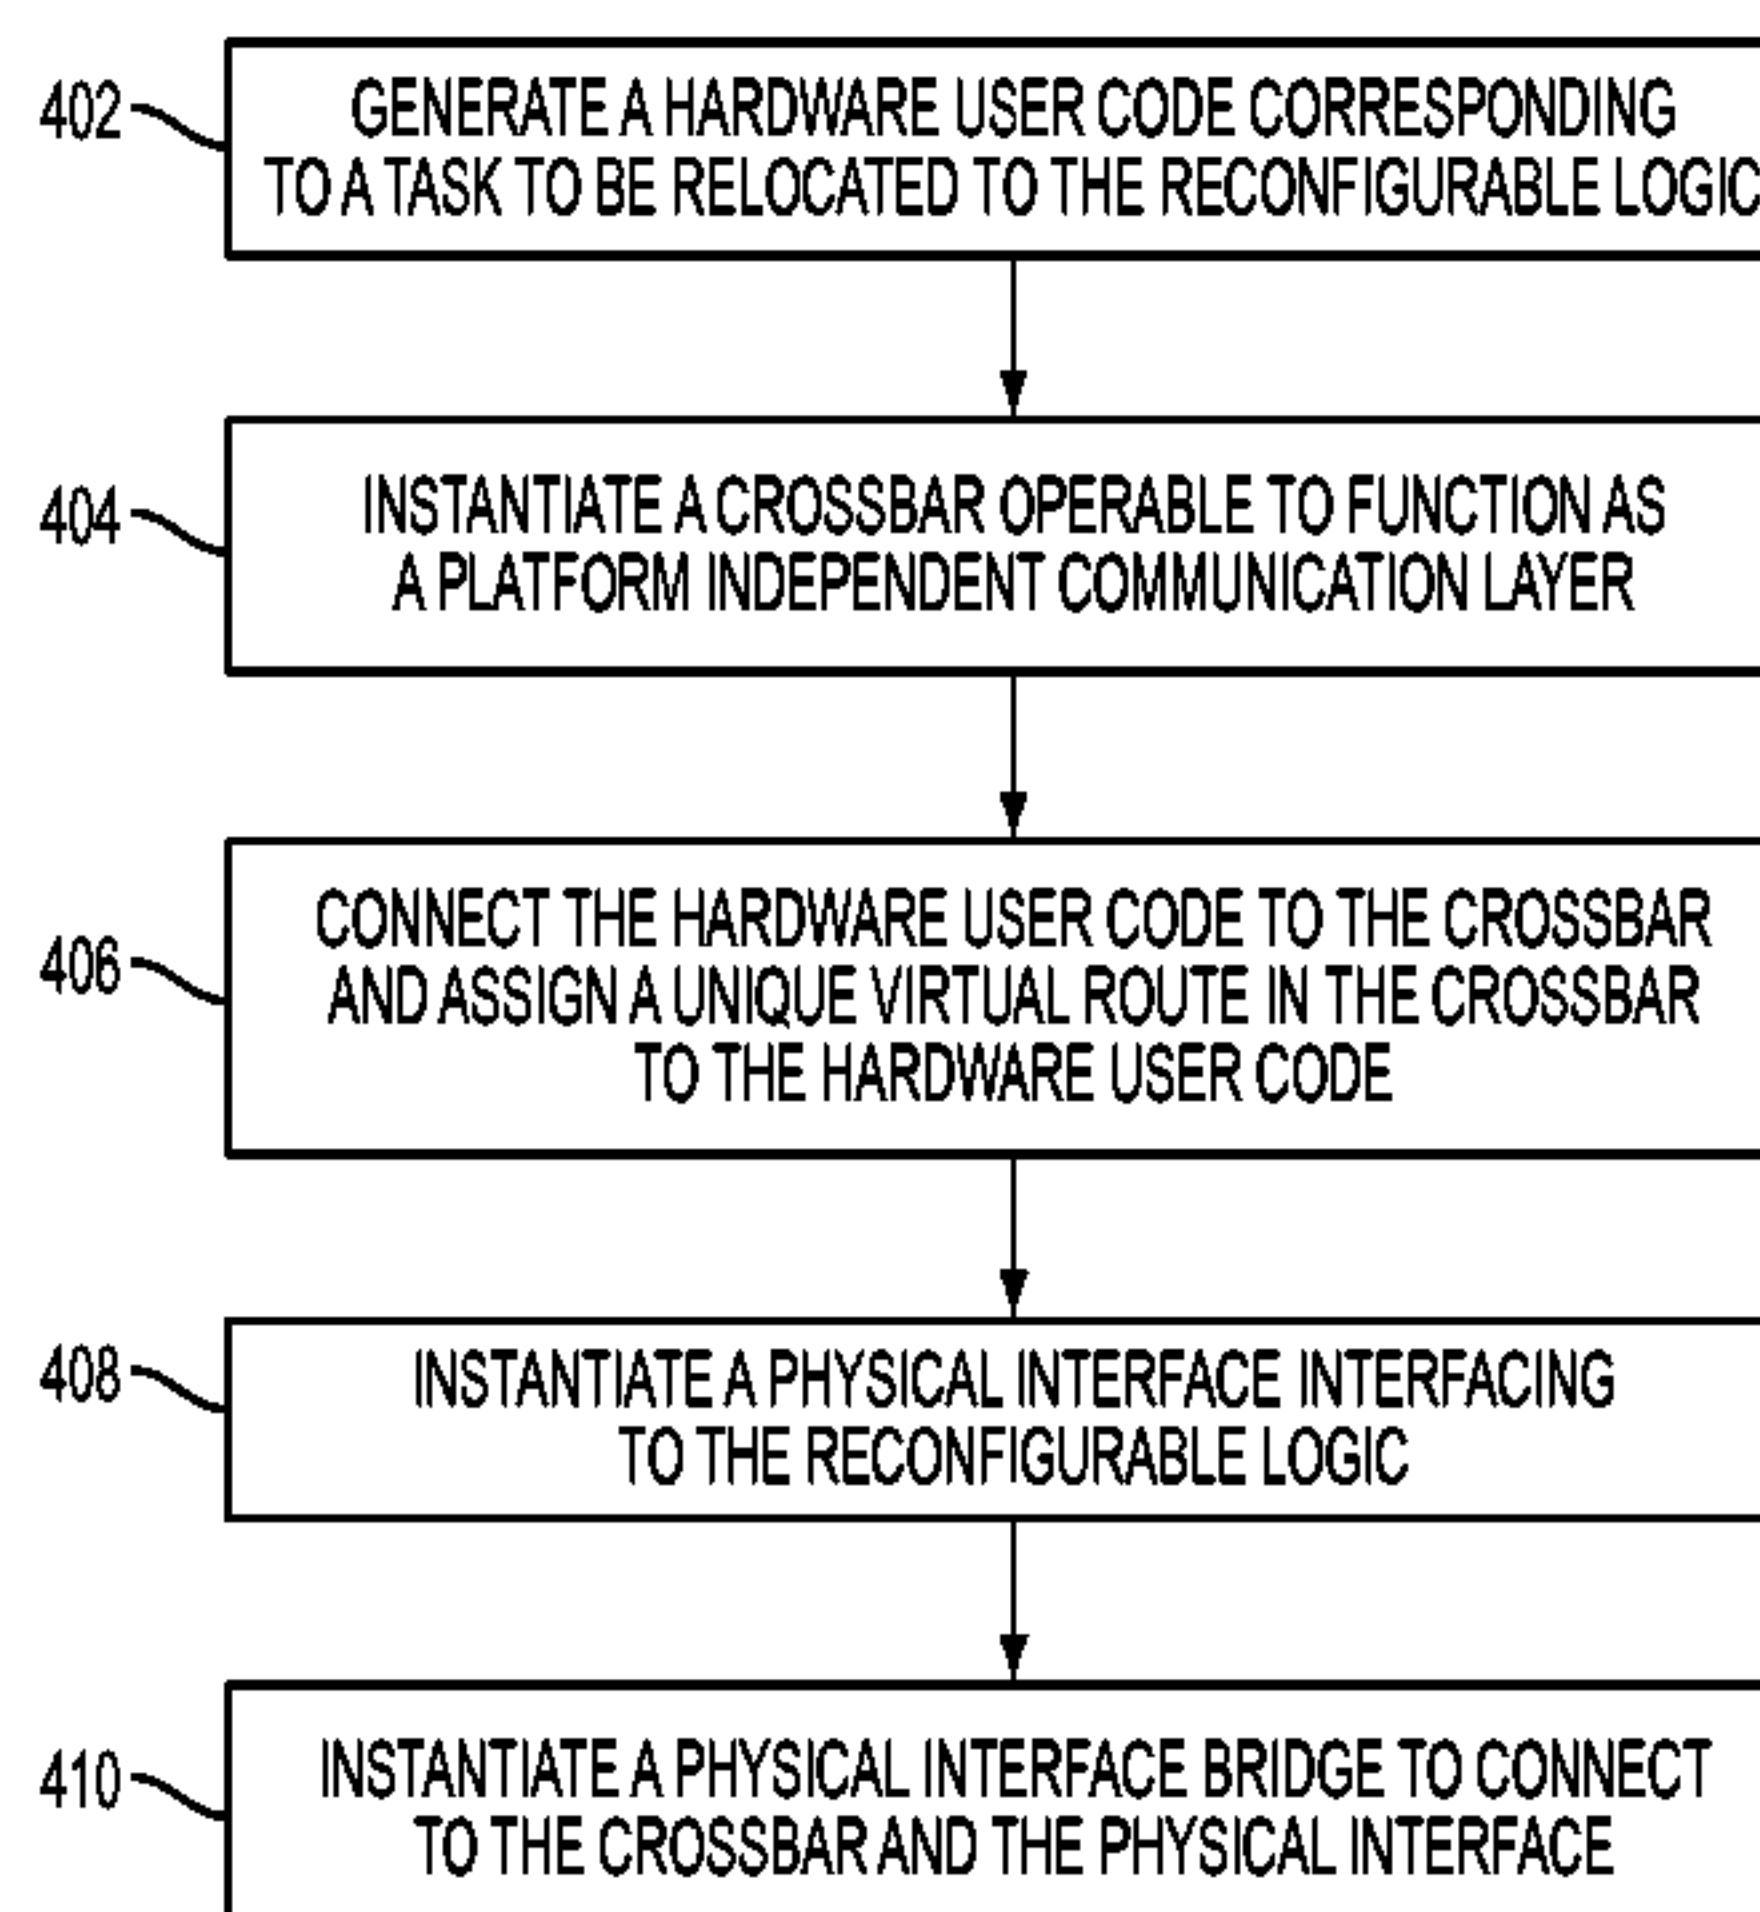 402
GENERATE A HARDWARE USER CODE CORRESPONDING
TO A TASK TO BE RELOCATED TO THE RECONFIGURABLE LOGIC
404
INSTANTIATE A CROSSBAR OPERABLE TO FUNCTION AS
A PLATFORM INDEPENDENT COMMUNICATION LAYER
406
CONNECT THE HARDWARE USER CODE TO THE CROSSBAR
AND ASSIGN A UNIQUE VIRTUAL ROUTE IN THE CROSSBAR
TO THE HARDWARE USER CODE
408
INSTANTIATE A PHYSICAL INTERFACE INTERFACING
TO THE RECONFIGURABLE LOGIC
410
INSTANTIATE A PHYSICAL INTERFACE BRIDGE TO CONNECT
TO THE CROSSBAR AND THE PHYSICAL INTERFACE